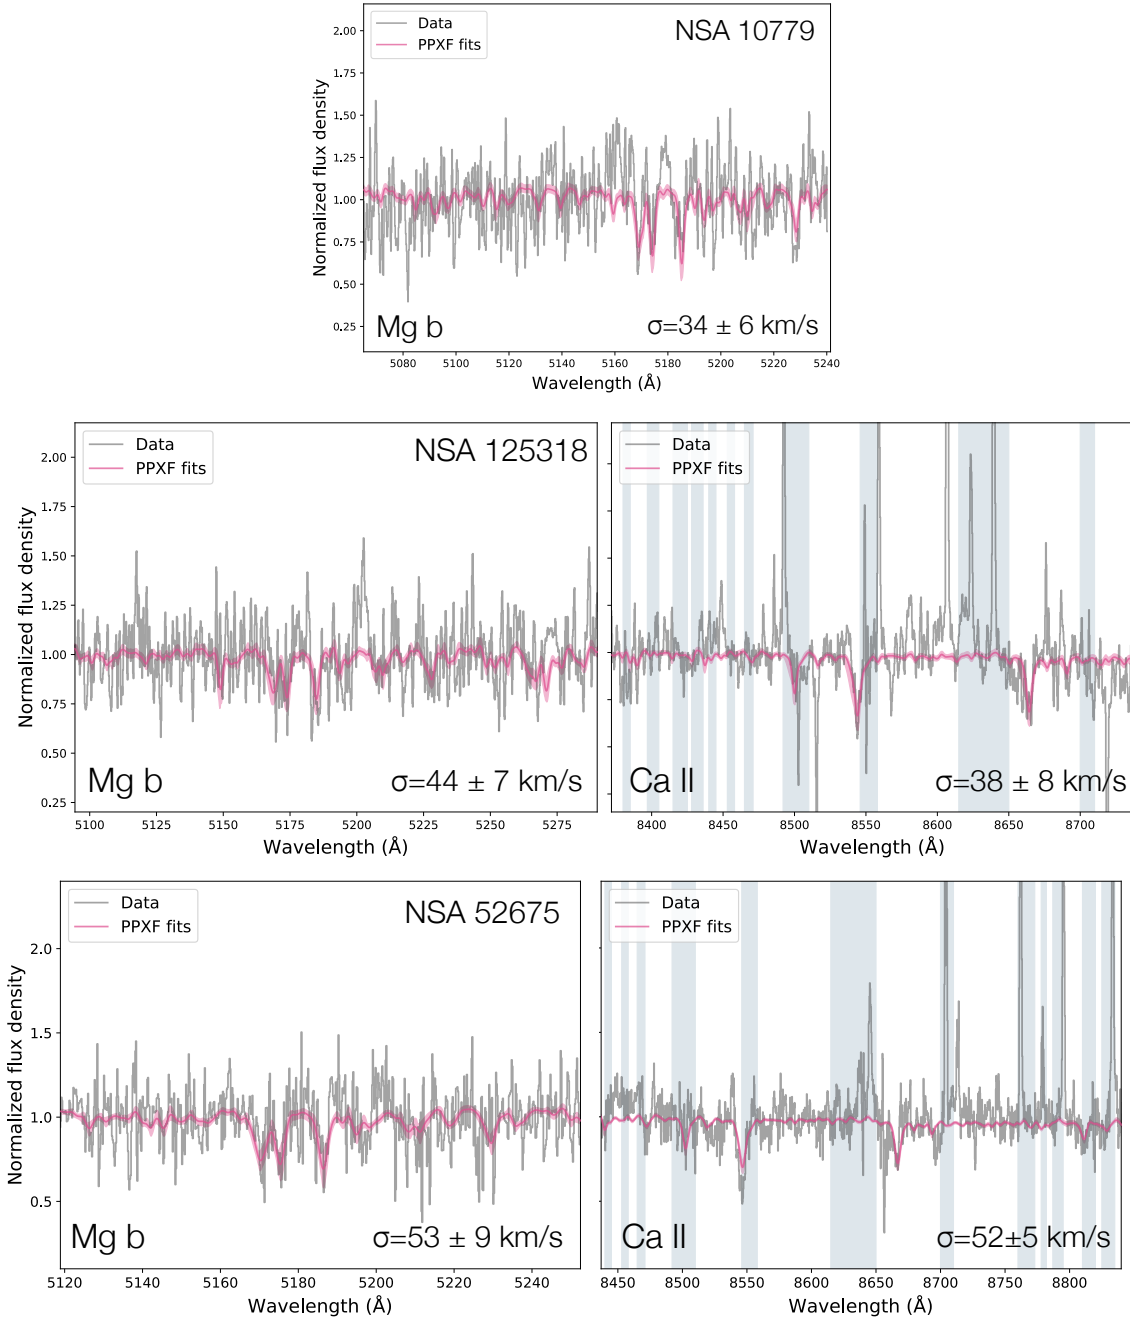 Data
PPXF fits
NSA 10779
2.00
1.75
1.50
1.25
1.00
0.75
0.50
0.25
Normalized flux density
Mg b
σ=34 ± 6 km/s
5080 5100 5120 5140 5160 5180 5200 5220 5240
Wavelength (Å)
Data
PPXF fits
NSA 125318
2.00
1.75
1.50
1.25
1.00
0.75
0.50
0.25
Normalized flux density
Mg b
σ=44 ± 7 km/s
5100 5125 5150 5175 5200 5225 5250 5275
Wavelength (Å)
Data
PPXF fits
Ca II
σ=38 ± 8 km/s
8400 8450 8500 8550 8600 8650 8700
Wavelength (Å)
Data
PPXF fits
NSA 52675
2.0
1.5
1.0
0.5
Normalized flux density
Mg b
σ=53 ± 9 km/s
5120 5140 5160 5180 5200 5220 5240
Wavelength (Å)
Data
PPXF fits
Ca II
σ=52±5 km/s
8450 8500 8550 8600 8650 8700 8750 8800
Wavelength (Å)